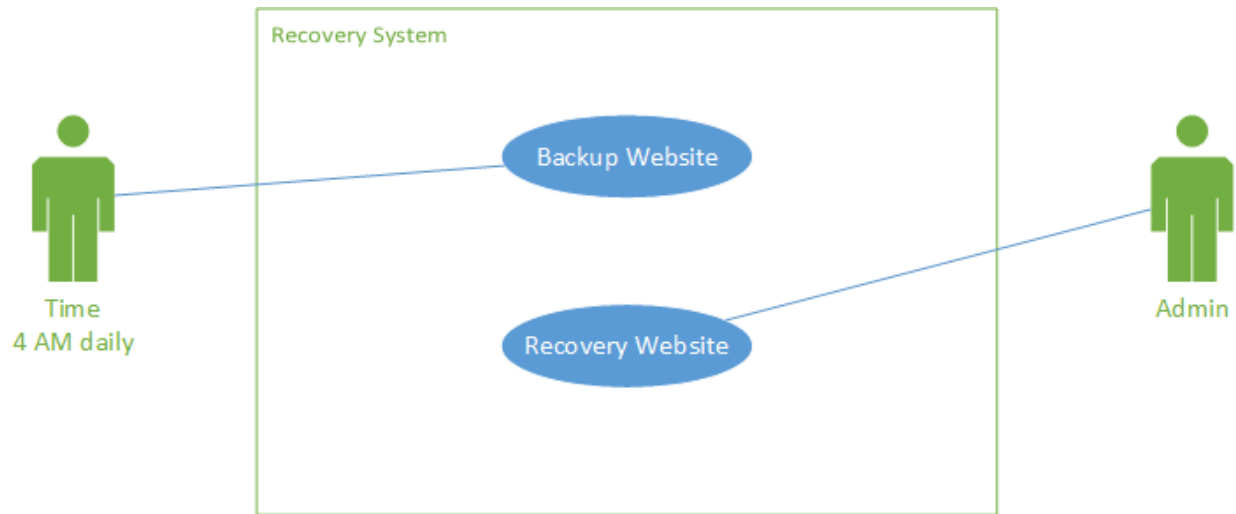 Recovery System
Backup Website
Time
4 AM daily
Admin
Recovery Website